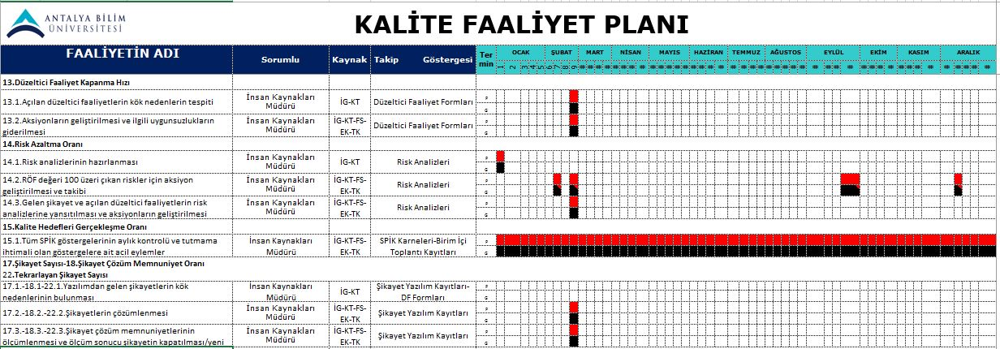 ANTALYA BİLİM
ÜNİVERSİTESİ
KALİTE FAALİYET PLANI
FAALİYETİN ADI
Sorumlu
Kaynak
Takip Göstergesi
Ter
min
OCAK
ŞUBAT
MART
NİSAN
MAYIS
HAZİRAN
TEMMUZ
AĞUSTOS
EYLÜL
EKİM
KASIM
ARALIK
1 2 3 4 5 6 7 8 9
13.Düzeltici Faaliyet Kapanma Hızı
13.1.Açılan düzeltici faaliyetlerin kök nedenlerin tespiti
İnsan Kaynakları
Müdürü
İG-KT
Düzeltici Faaliyet Formları
P
G
13.2.Aksiyonların geliştirilmesi ve ilgili uygunsuzlukların
giderilmesi
İnsan Kaynakları
Müdürü
İG-KT-FS-
EK-TK
Düzeltici Faaliyet Formları
P
G
14.Risk Azaltma Oranı
14.1.Risk analizlerinin hazırlanması
İnsan Kaynakları
Müdürü
İG-KT
Risk Analizleri
P
G
14.2.RÖF değeri 100 üzeri çıkan riskler için aksiyon
geliştirilmesi ve takibi
İnsan Kaynakları
Müdürü
İG-KT-FS-
EK-TK
Risk Analizleri
P
G
14.3.Gelen şikayet ve açılan düzeltici faaliyetlerin risk
analizlerine yansıtılması ve aksiyonların geliştirilmesi
İnsan Kaynakları
Müdürü
İG-KT-FS-
EK-TK
Risk Analizleri
P
G
15.Kalite Hedefleri Gerçekleşme Oranı
15.1.Tüm SPİK göstergelerinin aylık kontrolü ve tutmama
ihtimali olan göstergelere ait acil eylemler
İnsan Kaynakları
Müdürü
İG-KT-FS-
EK-TK
SPİK Karneleri-Birim İçi
Toplantı Kayıtları
P
G
17.Şikayet Sayısı-18.Şikayet Çözüm Memnuniyet Oranı
22.Tekrarlayan Şikayet Sayısı
17.1.-18.1-22.1.Yazılımdan gelen şikayetlerin kök
nedenlerinin bulunması
İnsan Kaynakları
Müdürü
İG-KT
Şikayet Yazılım Kayıtları-
DF Formları
P
G
17.2.-18.2.-22.2.Şikayetlerin çözümlenmesi
İnsan Kaynakları
Müdürü
İG-KT-FS-
EK-TK
Şikayet Yazılım Kayıtları
P
G
17.3.-18.3.-22.3.Şikayet çözüm memnuniyetlerinin
ölçümlenmesi ve ölçüm sonucu şikayetin kapatılması/yeni
İnsan Kaynakları
Müdürü
İG-KT-FS-
EK-TK
Şikayet Yazılım Kayıtları
P
G